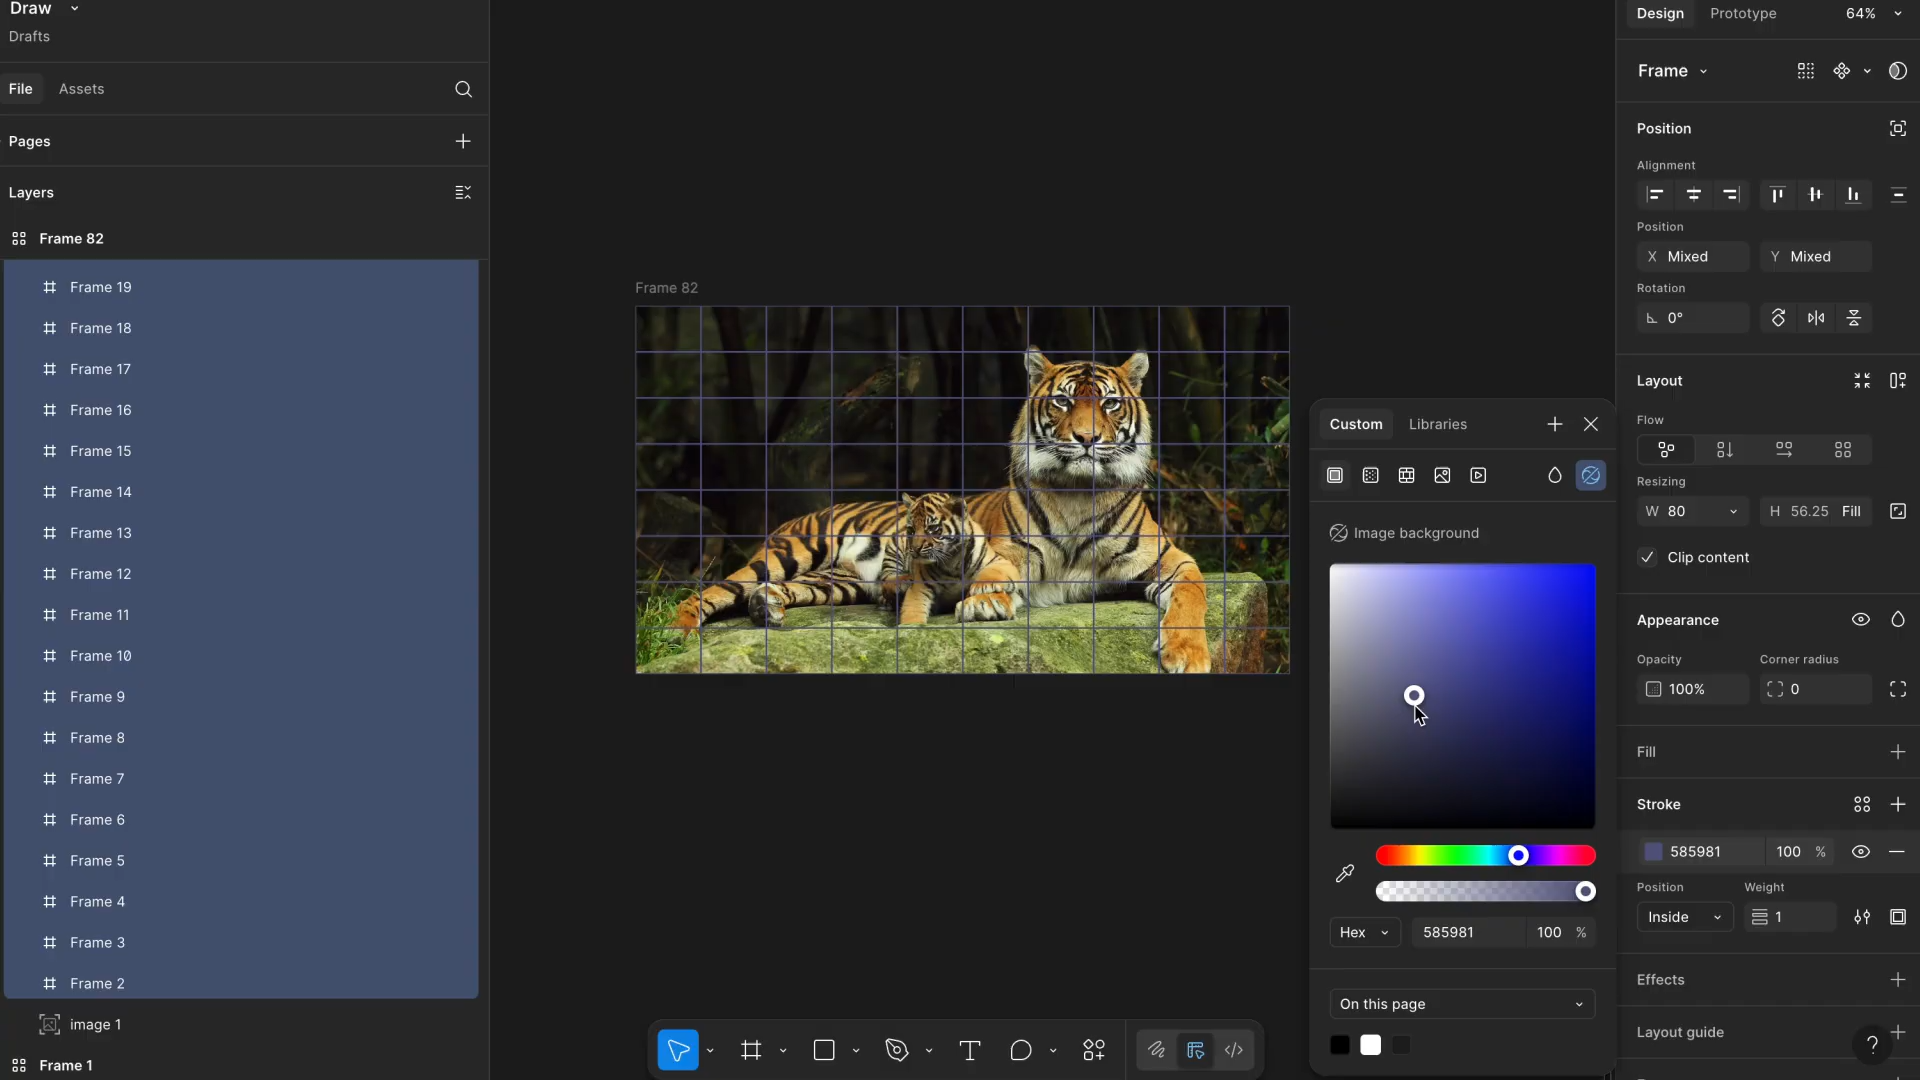 Draw
Drafts
File Assets
Pages
Layers
Frame 82
Frame 19
Frame 18
Frame 17
Frame 16
Frame 15
Frame 14
Frame 13
Frame 12
Frame 11
Frame 10
Frame 9
Frame 8
Frame 7
Frame 6
Frame 5
Frame 4
Frame 3
Frame 2
image 1
Frame 1
Frame 82
Custom Libraries
Image background
Hex 585981 100 %
On this page
Design Prototype 64%
Frame
Position
Alignment
Position
X Mixed Y Mixed
Rotation
0°
Layout
Flow
Resizing
W 80 H 56.25 Fill
Clip content
Appearance
Opacity Corner radius
100% 0
Fill
Stroke
585981 100 %
Position Weight
Inside 1
Effects
Layout guide
?